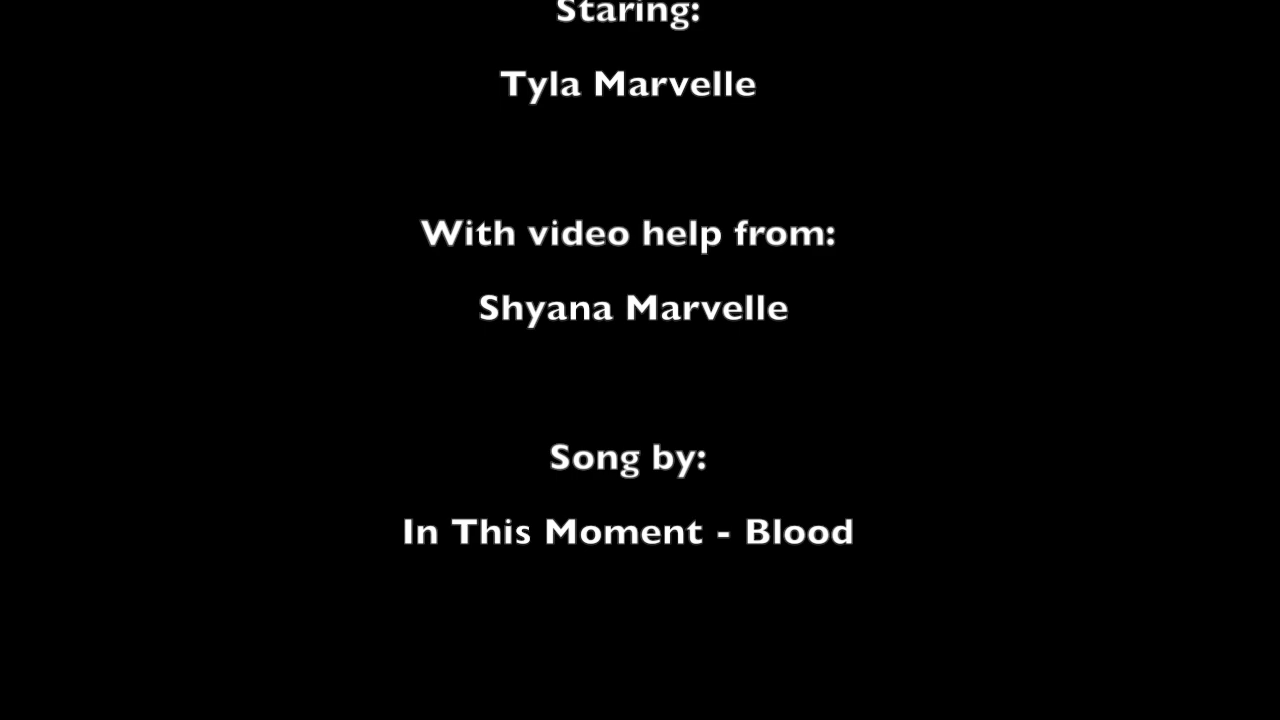 Staring:
Tyla Marvelle
With video help from:
Shyana Marvelle
Song by:
In This Moment - Blood